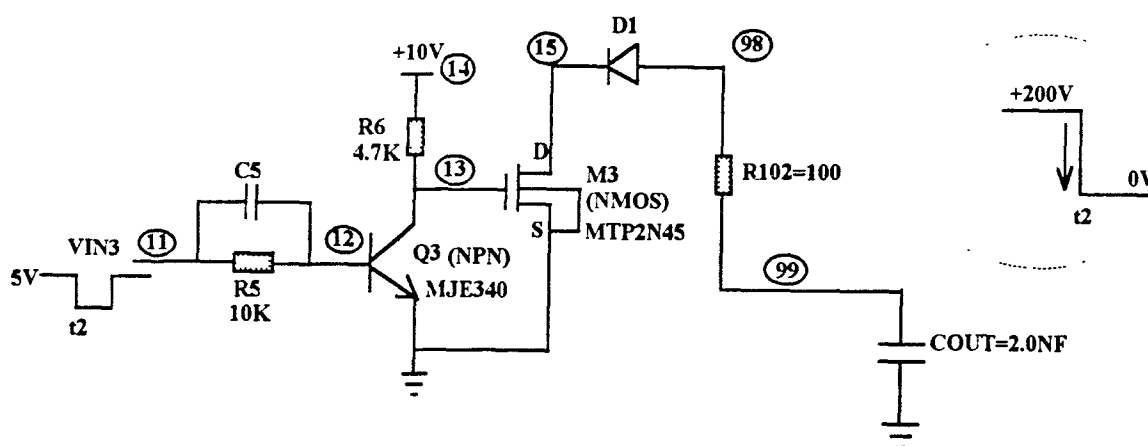 D1
15
98
+10V
14
+200V
R6
4.7K
D
13
C5
M3
(NMOS)
R102=100
0V
VIN3
11
12
S
MTP2N45
t2
Q3 (NPN)
5V
R5
10K
MJE340
99
t2
COUT=2.0NF